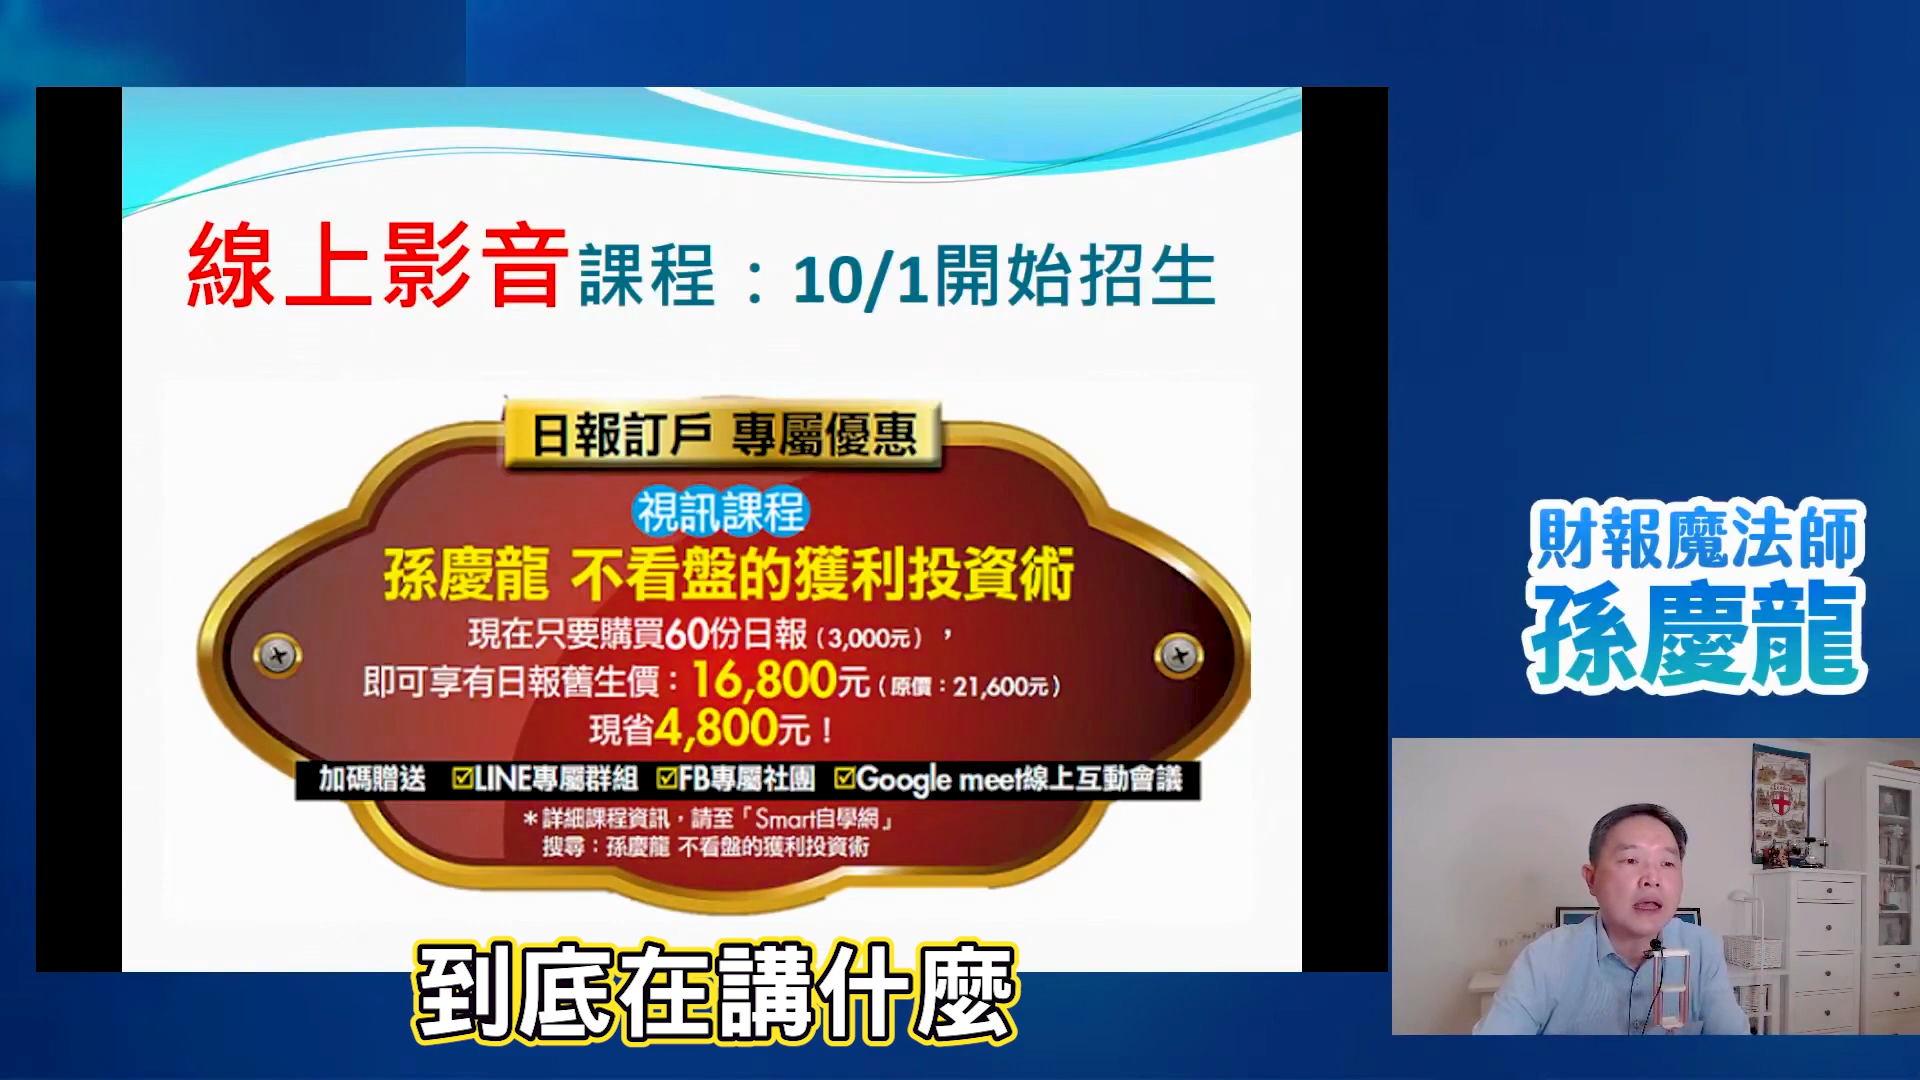 線上影音課程：10/1開始招生
日報訂戶 專屬優惠
視訊課程
孫慶龍 不看盤的獲利投資術
現在只要購買60份日報（3,000元），
即可享有日報舊生價：16,800元（原價：21,600元）
現省4,800元！
加碼贈送 ☑LINE專屬群組 ☑FB專屬社團 ☑Google meet線上互動會議
＊詳細課程資訊，請至「Smart自學網」
搜尋：孫慶龍 不看盤的獲利投資術
財報魔法師
孫慶龍
到底在講什麼